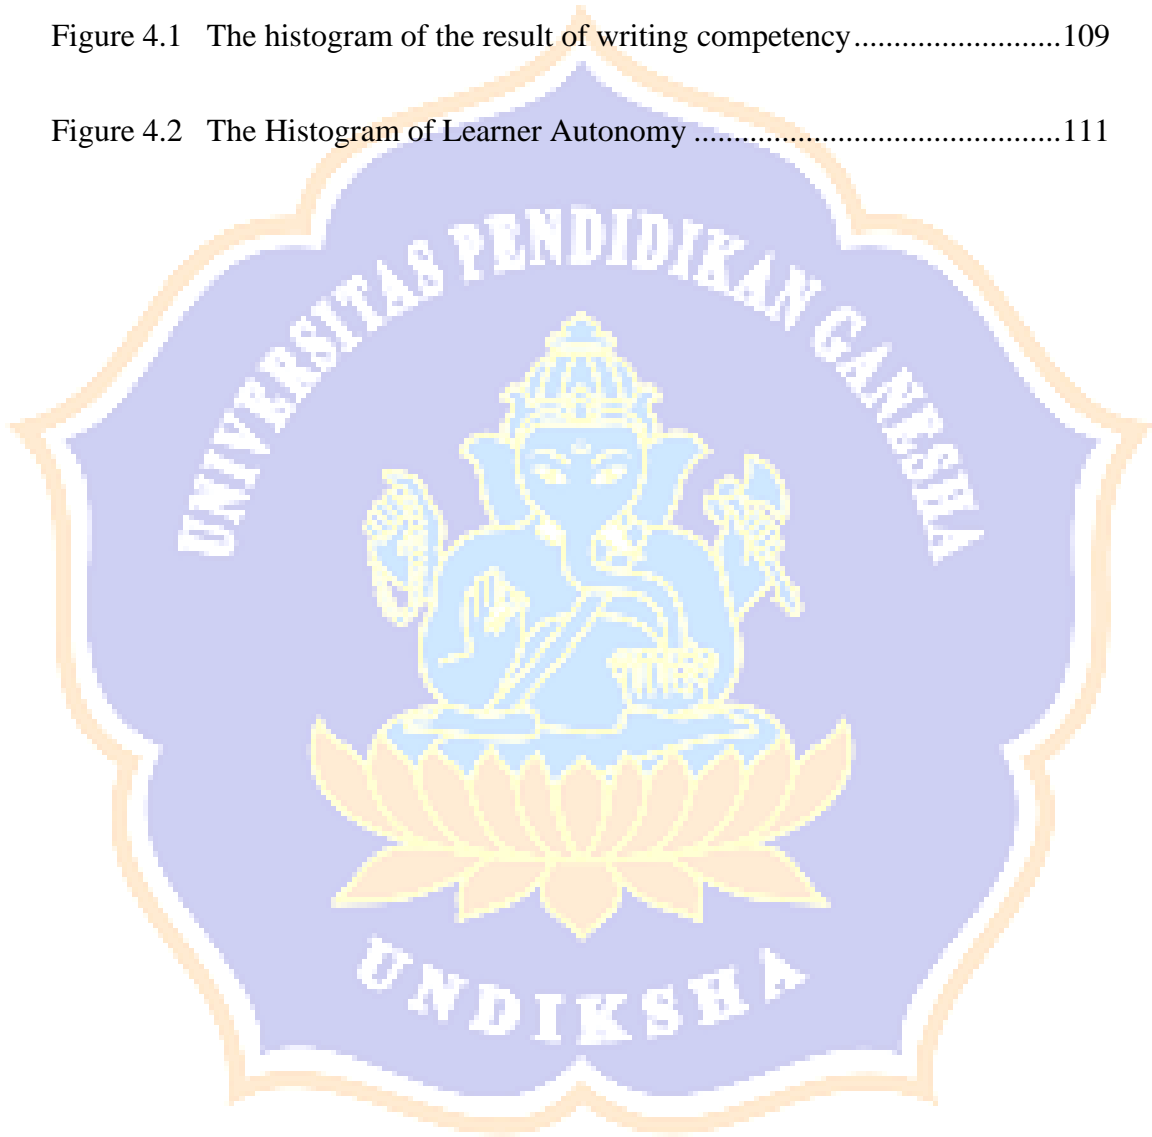 Figure 4.1 The histogram of the result of writing competency..........................109
Figure 4.2 The Histogram of Learner Autonomy ..............................................111
UNIVERSITAS PENDIDIKAN GANESHA
UNDIKSHA